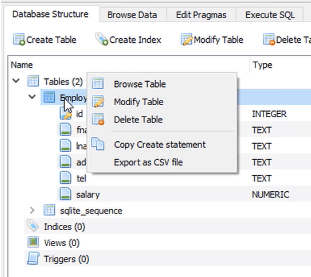 Database Structure Browse Data Edit Pragmas Execute SQL
Create Table Create Index Modify Table Delete Ta
Name Type
Tables (2)
Employ
Browse Table
Modify Table
Delete Table
Copy Create statement
Export as CSV file
id INTEGER
fna TEXT
lna TEXT
ad TEXT
tel TEXT
salary NUMERIC
sqlite_sequence
Indices (0)
Views (0)
Triggers (0)